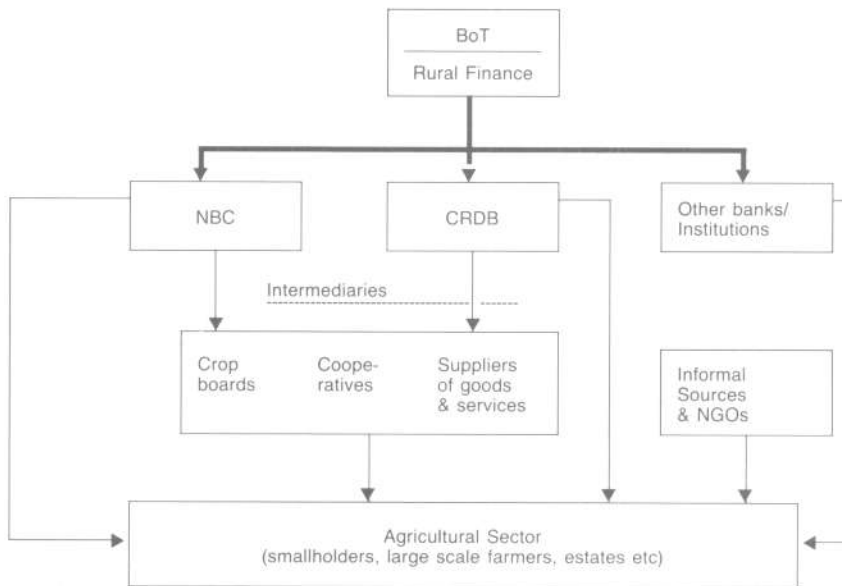 BoT
Rural Finance
NBC
CRDB
Other banks/
Institutions
Intermediaries
Crop
boards
Coope-
ratives
Suppliers
of goods
& services
Informal
Sources
& NGOs
Agricultural Sector
(smallholders, large scale farmers, estates etc)